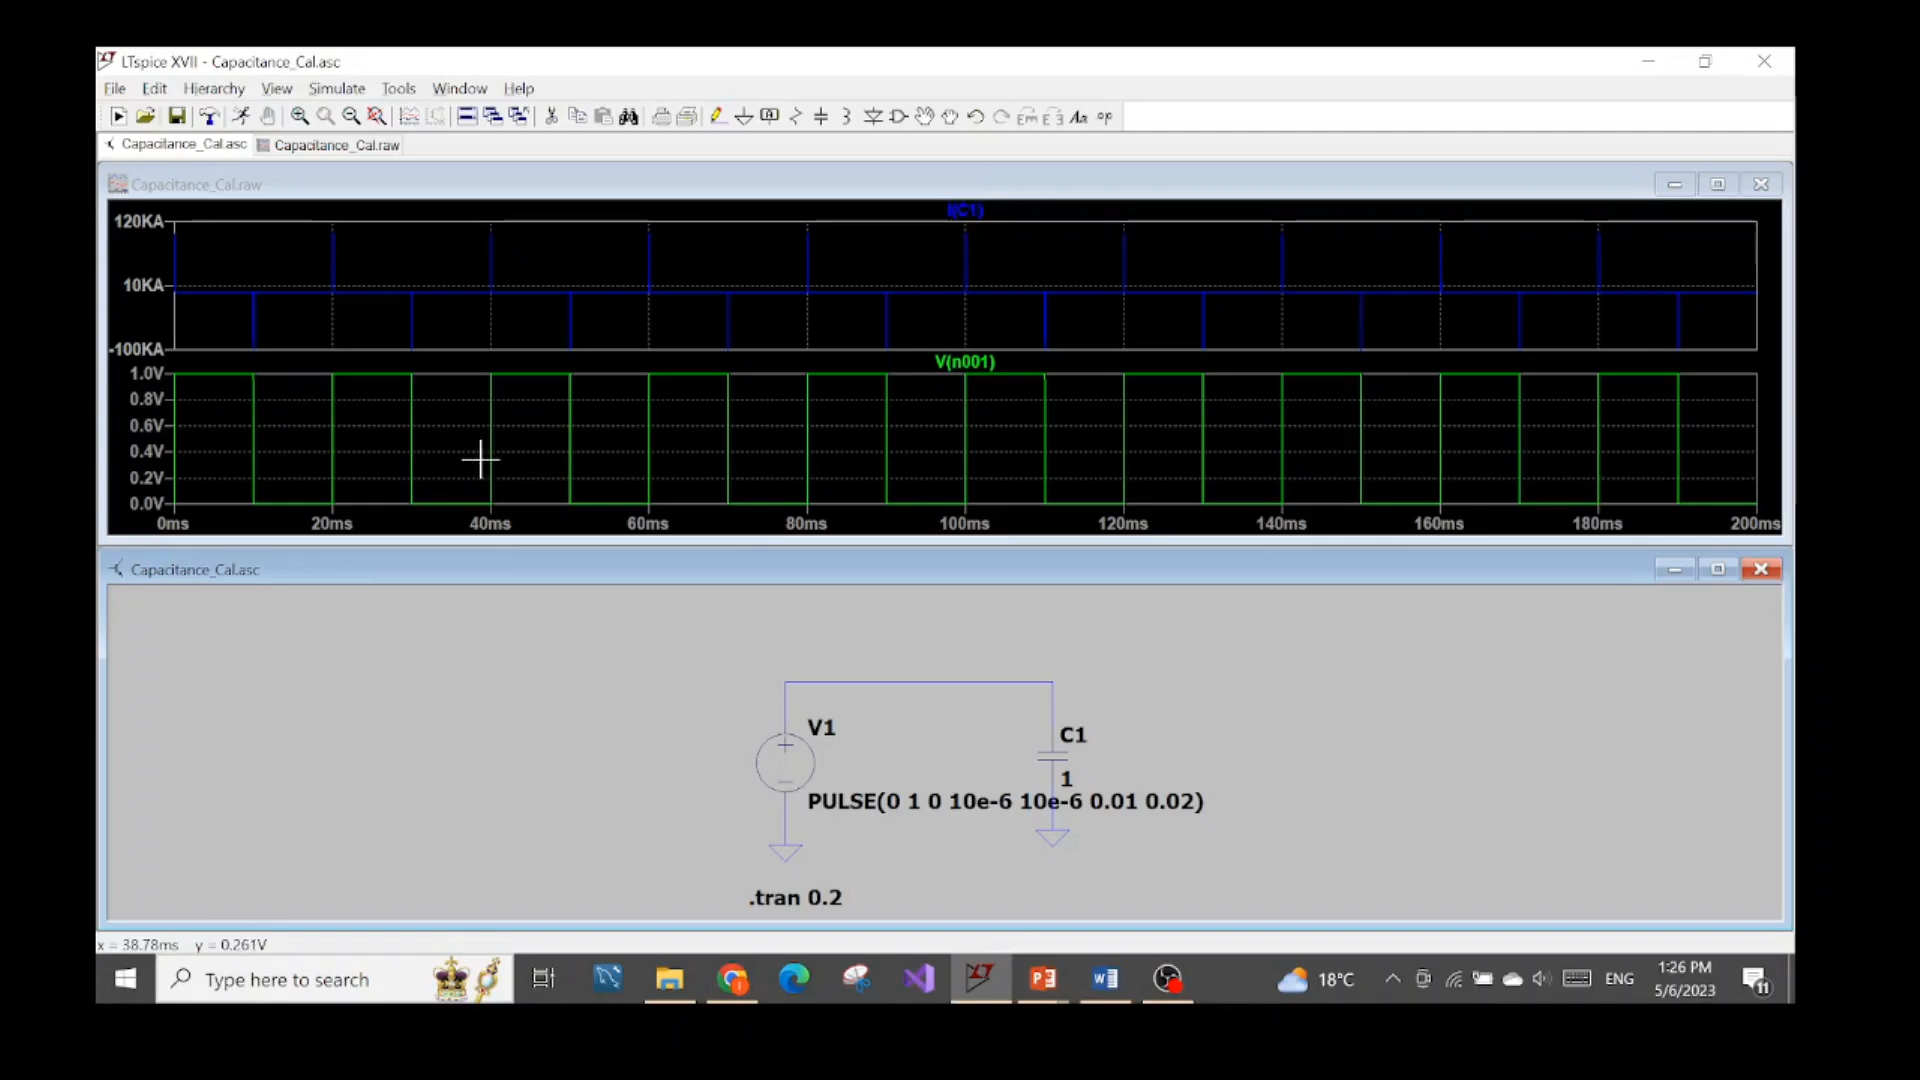 LTspice XVII - Capacitance_Cal.asc
File Edit Hierarchy View Simulate Tools Window Help
Capacitance_Cal.asc Capacitance_Cal.raw
Capacitance_Cal.raw
I(C1)
120KA
10KA
-100KA
V(n001)
1.0V
0.8V
0.6V
0.4V
0.2V
0.0V
0ms 20ms 40ms 60ms 80ms 100ms 120ms 140ms 160ms 180ms 200ms
Capacitance_Cal.asc
V1
C1
1
PULSE(0 1 0 10e-6 10e-6 0.01 0.02)
.tran 0.2
x = 38.78ms y = 0.261V
Type here to search
18°C
ENG
1:26 PM
5/6/2023
11